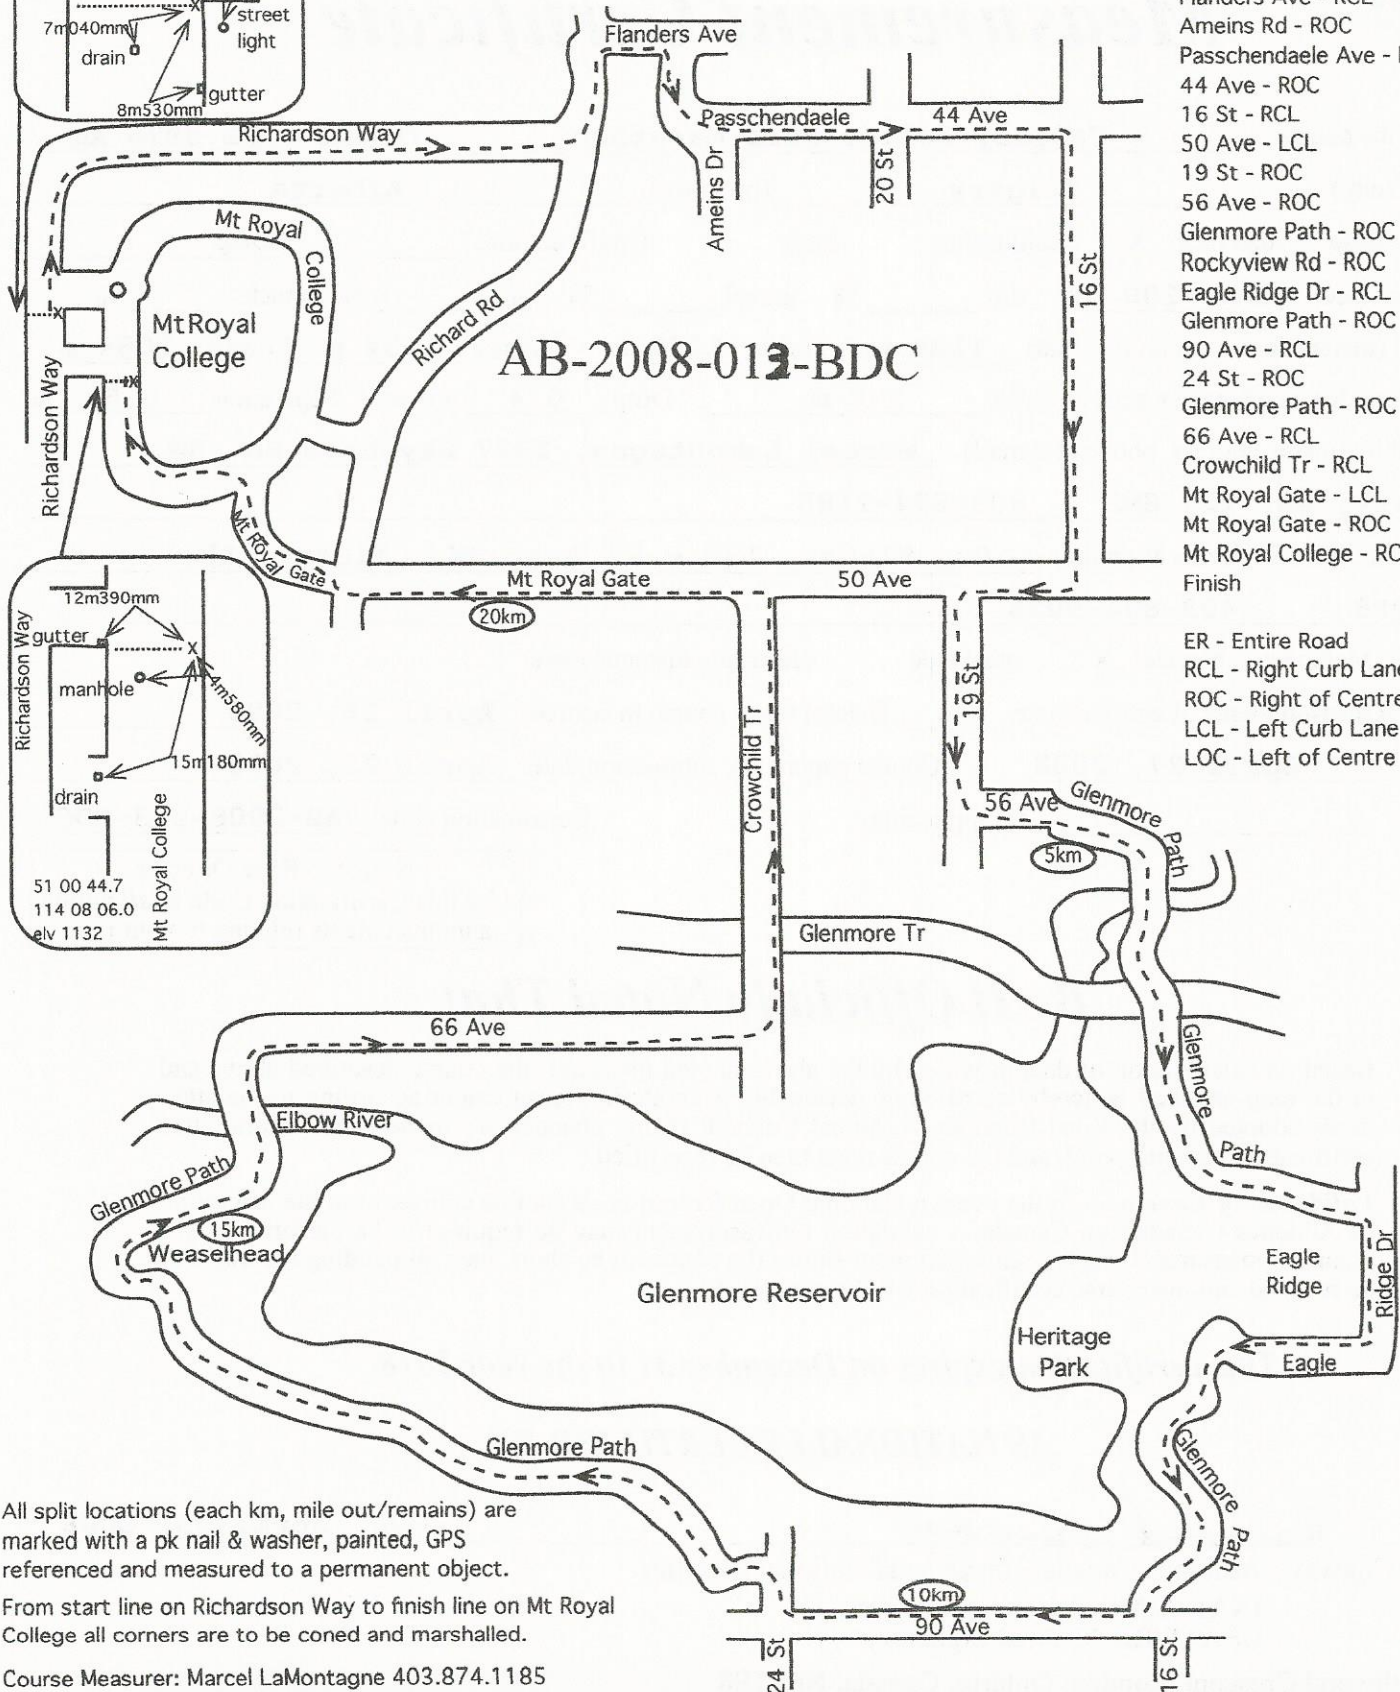 7m040mm
drain
street
light
8m530mm
gutter
Richardson Way
Flanders Ave
Passchendaele
44 Ave
Ameins Dr
20 St
16 St
Mt Royal
College
Mt Royal
College
Richard Rd
Richardson Way
AB-2008-013-BDC
Mt Royal Gate
Mt Royal Gate
50 Ave
20km
19 St
Crowchild Tr
56 Ave
Glenmore Path
5km
Glenmore Tr
66 Ave
Glenmore Path
Elbow River
Glenmore Path
15km
Weaselhead
Glenmore Reservoir
Heritage
Park
Eagle
Ridge
Ridge Dr
Eagle
Glenmore Path
Glenmore Path
10km
90 Ave
24 St
16 St
12m390mm
Richardson Way
gutter
manhole
4m580mm
15m180mm
drain
Mt Royal College
51 00 44.7
114 08 06.0
elv 1132
Ameins Rd - ROC
Passchendaele Ave -
44 Ave - ROC
16 St - RCL
50 Ave - LCL
19 St - ROC
56 Ave - ROC
Glenmore Path - ROC
Rockyview Rd - ROC
Eagle Ridge Dr - RCL
Glenmore Path - ROC
90 Ave - RCL
24 St - ROC
Glenmore Path - ROC
66 Ave - RCL
Crowchild Tr - RCL
Mt Royal Gate - LCL
Mt Royal Gate - ROC
Mt Royal College - RC
Finish
ER - Entire Road
RCL - Right Curb Lane
ROC - Right of Centre
LCL - Left Curb Lane
LOC - Left of Centre
All split locations (each km, mile out/remains) are
marked with a pk nail & washer, painted, GPS
referenced and measured to a permanent object.
From start line on Richardson Way to finish line on Mt Royal
College all corners are to be coned and marshalled.
Course Measurer: Marcel LaMontagne 403.874.1185